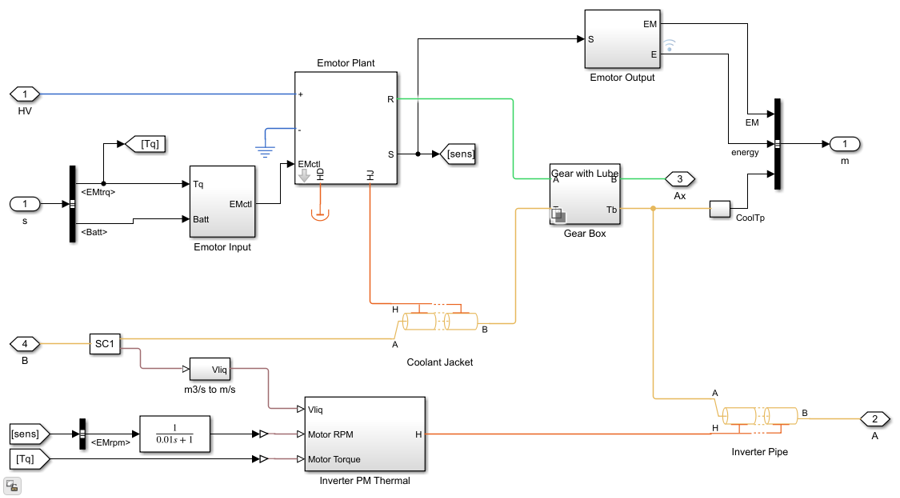 EM
S
E
Emotor Output
Emotor Plant
1
HV
+
-
R
S
EMctl
HD
HJ
[Tq]
[sens]
EM
energy
1
m
1
s
<EMtrq>
<Batt>
Tq
Batt
EMctl
Emotor Input
Gear with Lube
A
B
Tb
Gear Box
3
Ax
CoolTp
H
A
B
Coolant Jacket
4
B
SC1
Vliq
m3/s to m/s
[sens]
<EMrpm>
1
0.01s + 1
[Tq]
Vliq
Motor RPM
Motor Torque
H
Inverter PM Thermal
A
B
H
Inverter Pipe
2
A